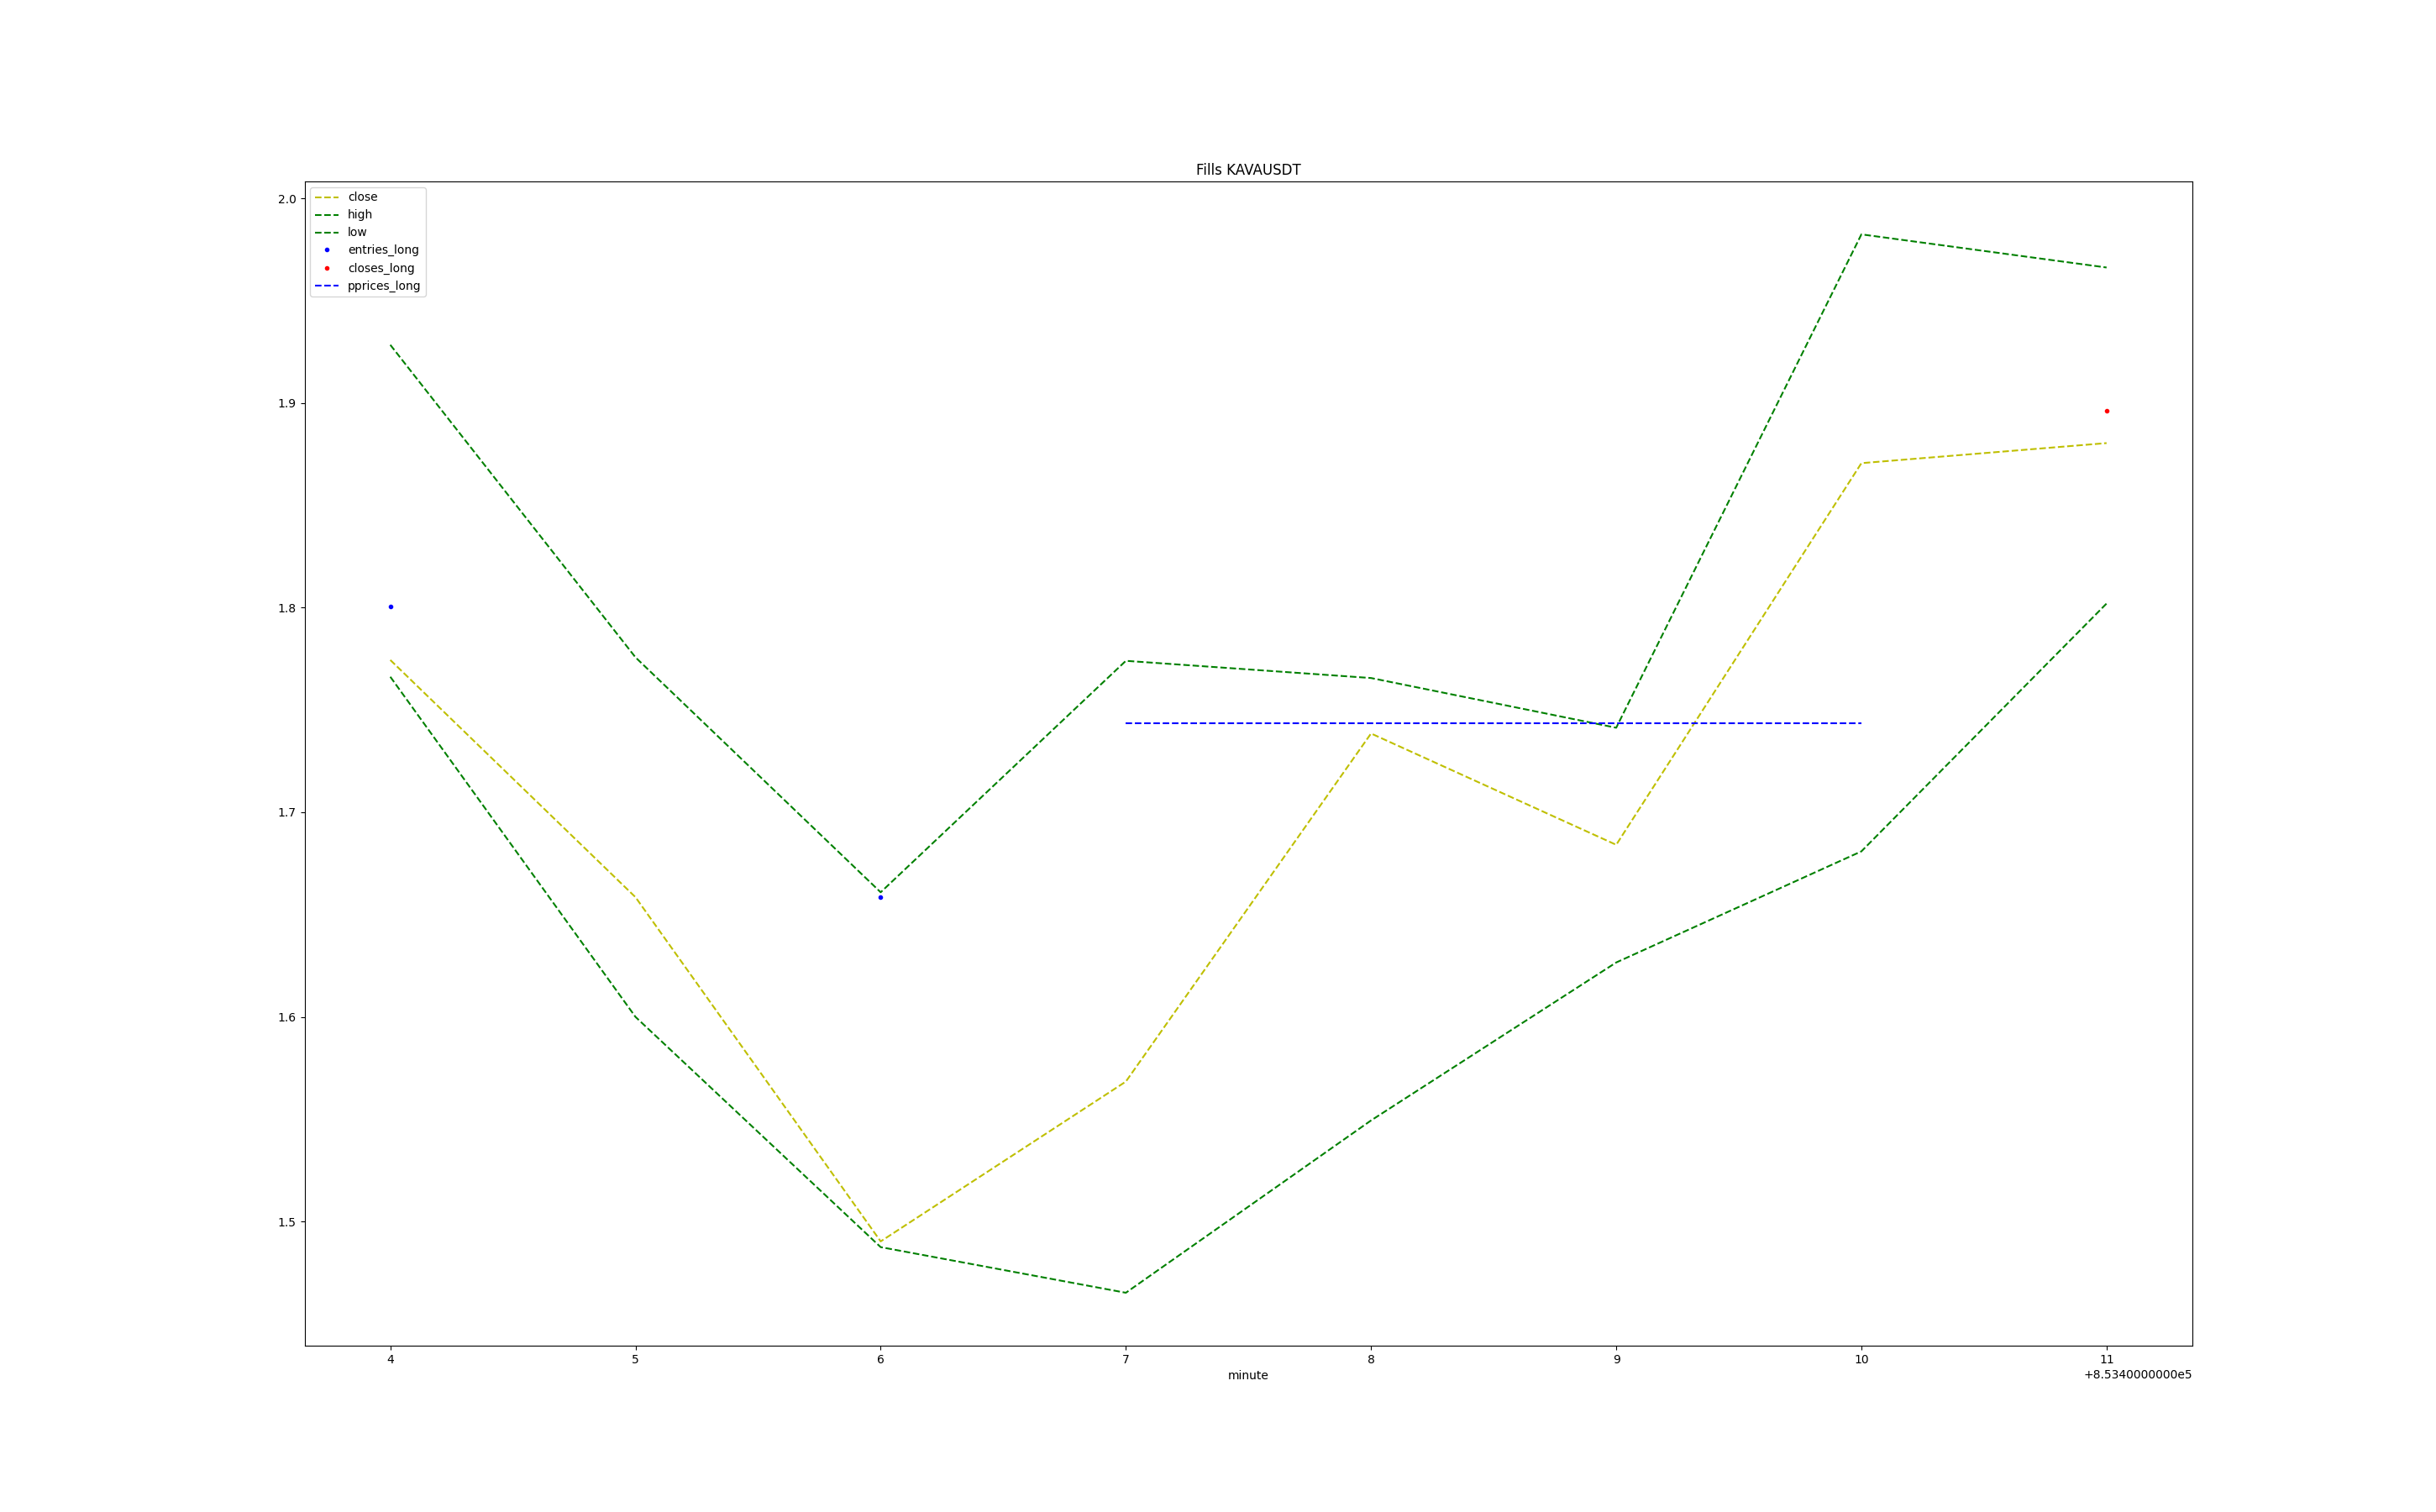 Fills KAVAUSDT
close
high
low
entries_long
closes_long
pprices_long
2.0
1.9
1.8
1.7
1.6
1.5
4 5 6 7 8 9 10 11
minute
+8.5340000000e5